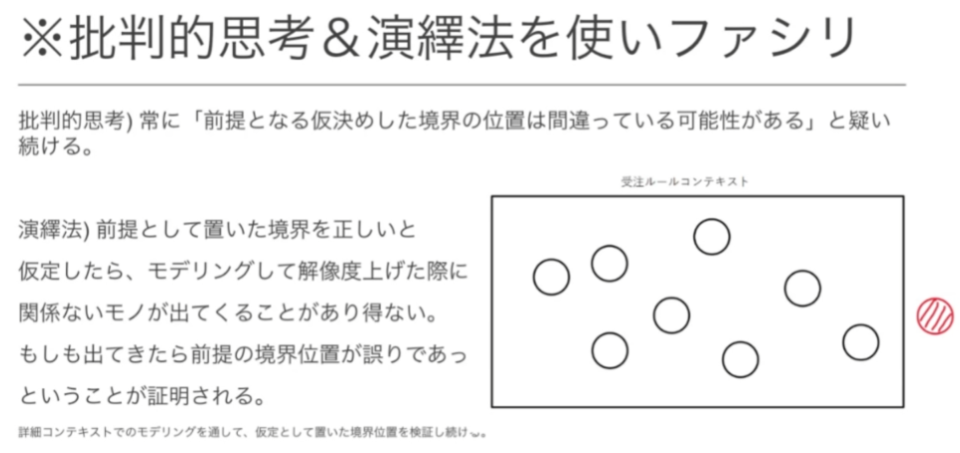 ※批判的思考＆演繹法を使いファシリ
批判的思考) 常に「前提となる仮決めした境界の位置は間違っている可能性がある」と疑い
続ける。
受注ルールコンテキスト
演繹法) 前提として置いた境界を正しいと
仮定したら、モデリングして解像度上げた際に
関係ないモノが出てくることがあり得ない。
もしも出てきたら前提の境界位置が誤りであっ
ということが証明される。
詳細コンテキストでのモデリングを通して、仮定として置いた境界位置を検証し続け